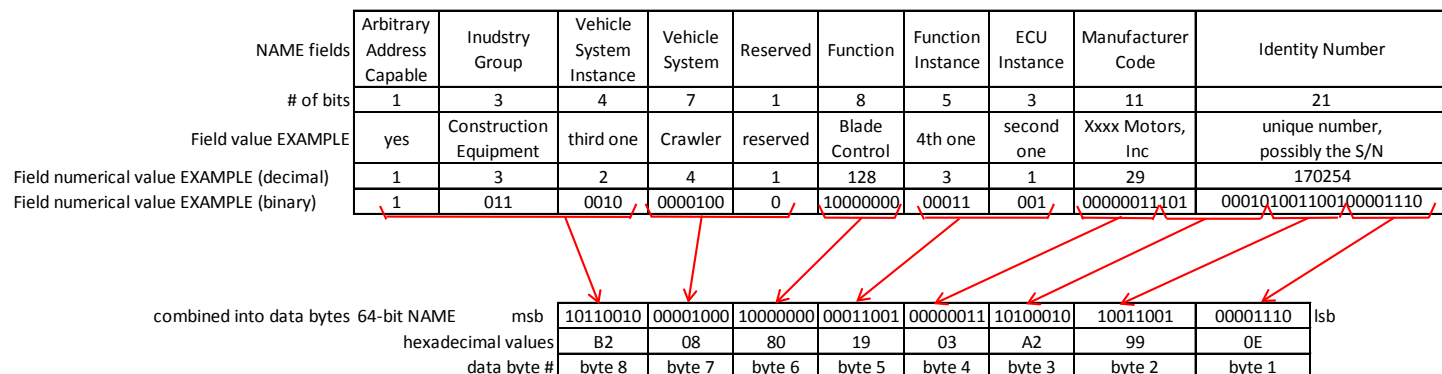 NAME fields Arbitrary Address Capable Inudstry Group Vehicle System Instance Vehicle System Reserved Function Function Instance ECU Instance Manufacturer Code Identity Number
# of bits 1 3 4 7 1 8 5 3 11 21
Field value EXAMPLE yes Construction Equipment third one Crawler reserved Blade Control 4th one second one Xxxx Motors, Inc unique number, possibly the S/N
Field numerical value EXAMPLE (decimal) 1 3 2 4 1 128 3 1 29 170254
Field numerical value EXAMPLE (binary) 1 011 0010 0000100 0 10000000 00011 001 00000011101 000101001100100001110
combined into data bytes 64-bit NAME msb 10110010 00001000 10000000 00011001 00000011 10100010 10011001 00001110 lsb
hexadecimal values B2 08 80 19 03 A2 99 0E
data byte # byte 8 byte 7 byte 6 byte 5 byte 4 byte 3 byte 2 byte 1